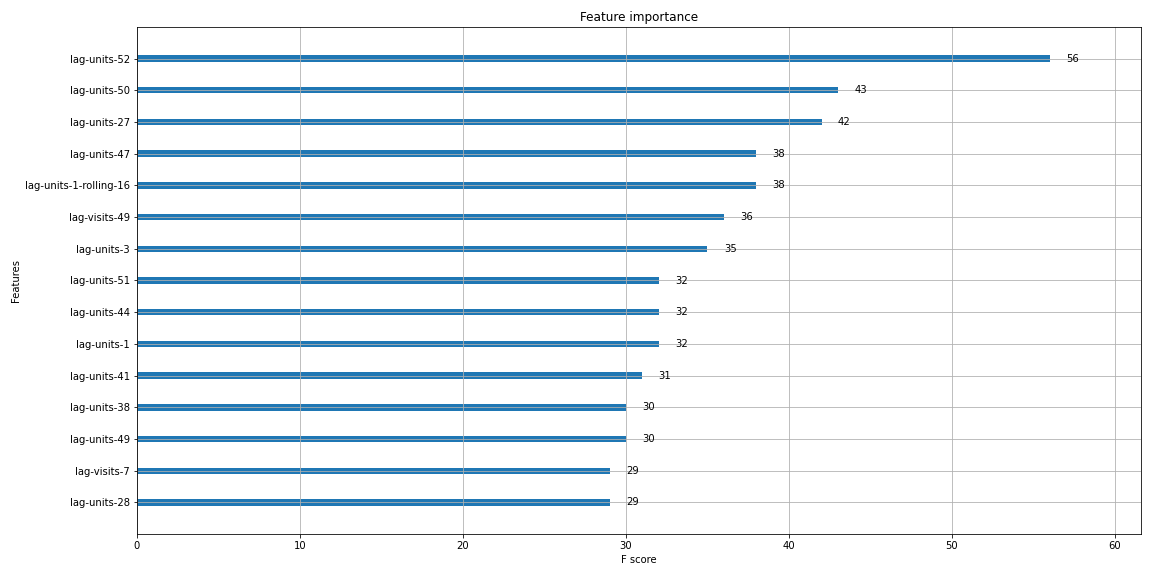 Feature importance
lag-units-52 56
lag-units-50 43
lag-units-27 42
lag-units-47 38
lag-units-1-rolling-16 38
lag-visits-49 36
lag-units-3 35
lag-units-51 32
lag-units-44 32
lag-units-1 32
lag-units-41 31
lag-units-38 30
lag-units-49 30
lag-visits-7 29
lag-units-28 29
Features
0 10 20 30 40 50 60
F score